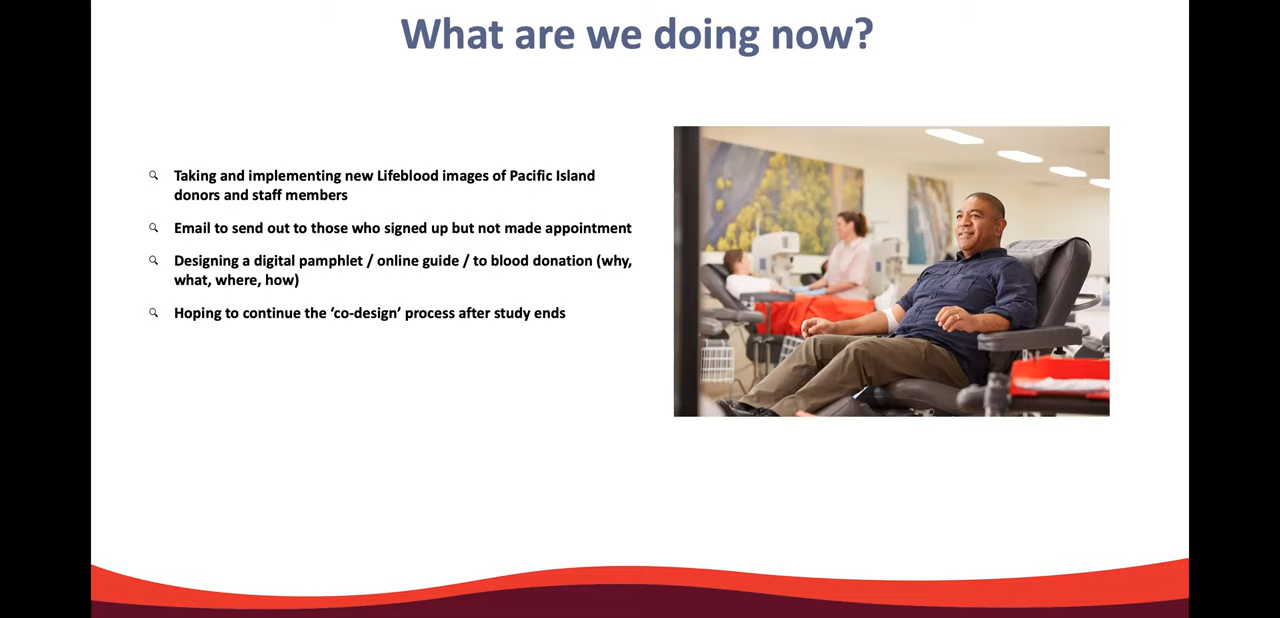 What are we doing now?
Taking and implementing new Lifeblood images of Pacific Island
donors and staff members
Email to send out to those who signed up but not made appointment
Designing a digital pamphlet / online guide / to blood donation (why,
what, where, how)
Hoping to continue the ‘co-design’ process after study ends